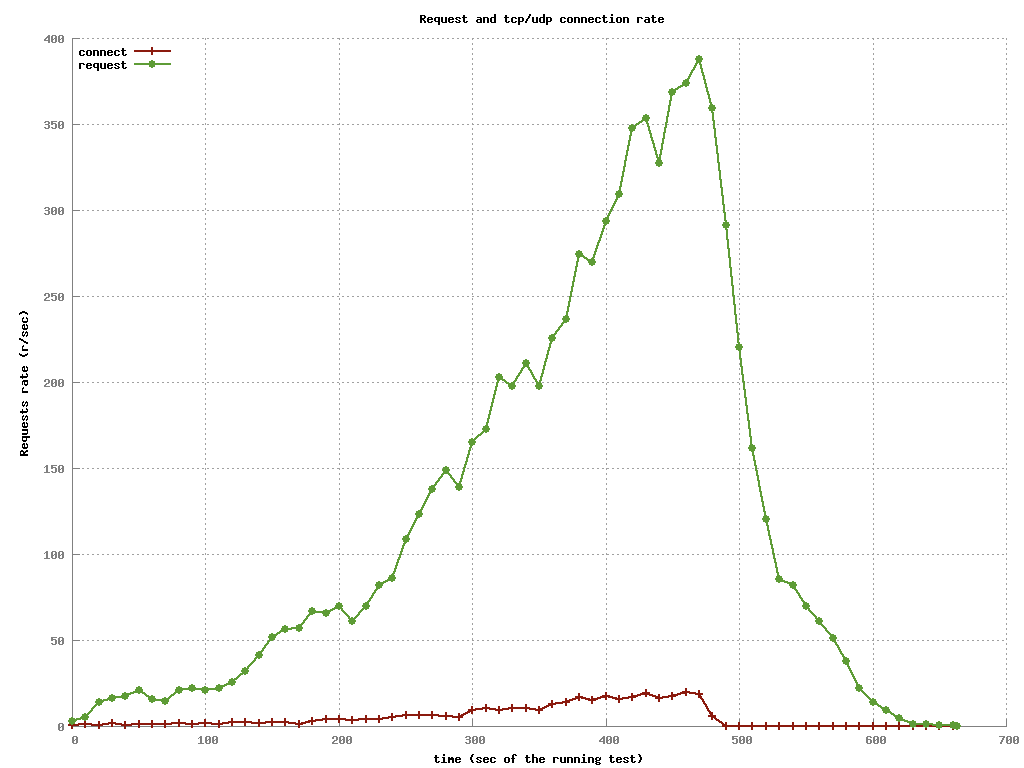 Request and tcp/udp connection rate
connect
request
400
350
300
250
200
150
100
50
0
Requests rate (r/sec)
0 100 200 300 400 500 600 700
time (sec of the running test)